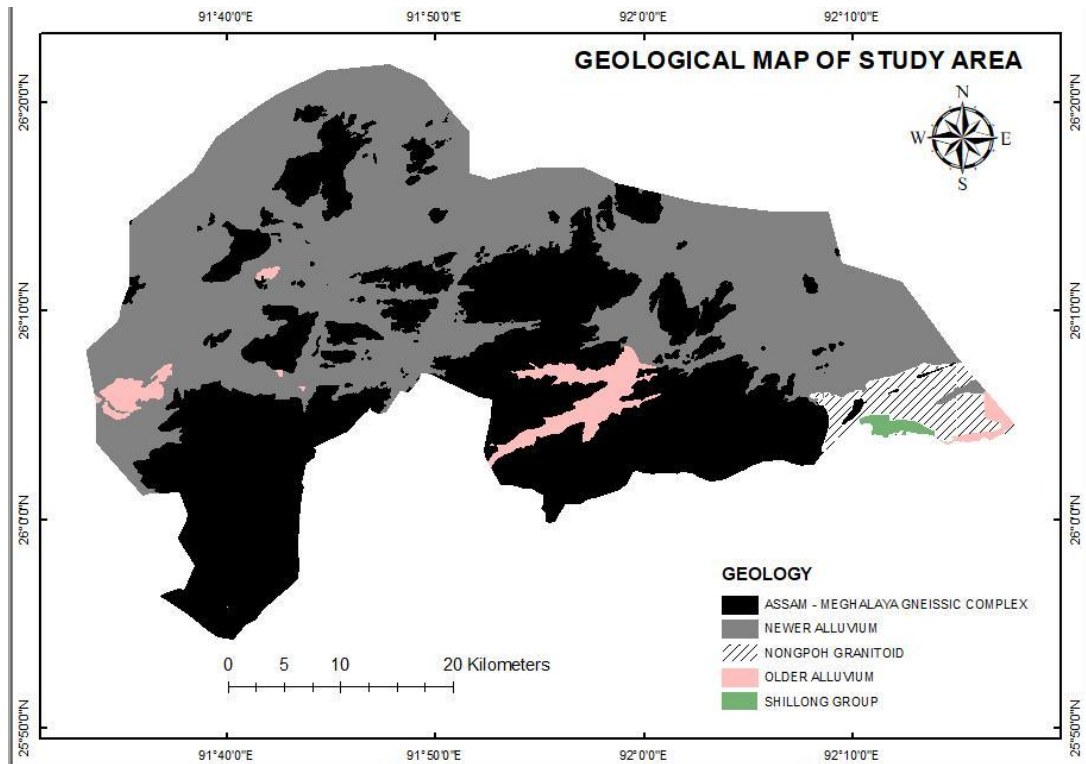 91°40'0"E 91°50'0"E 92°0'0"E 92°10'0"E
GEOLOGICAL MAP OF STUDY AREA
N
W E
S
26°20'0"N 26°20'0"N
26°10'0"N 26°10'0"N
26°0'0"N 26°0'0"N
GEOLOGY
ASSAM - MEGHALAYA GNEISSIC COMPLEX
NEWER ALLUVIUM
NONGPOH GRANITOID
OLDER ALLUVIUM
SHILLONG GROUP
0 5 10 20 Kilometers
25°50'0"N 25°50'0"N
91°40'0"E 91°50'0"E 92°0'0"E 92°10'0"E